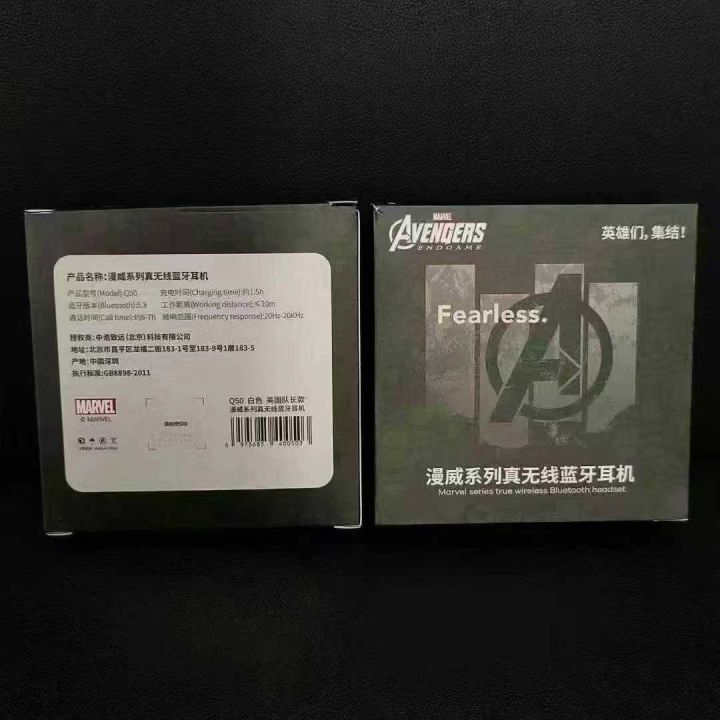 产品名称:漫威系列真无线蓝牙耳机
产品型号(Model):Q50 充电时间(Charging time):约1.5h
蓝牙版本(Bluetooth):5.3 工作距离(Working distance):≤10m
通话时间(Call time):约6-7h 频响范围(Frequency response):20Hz-20KHz
授权商:中浩致远(北京)科技有限公司
地址:北京市昌平区龙福二街183-1号至183-9号1层183-5
产地:中国深圳
执行标准:GB8898-2011
MARVEL
© MARVEL
Q50 白色 美国队长款
漫威系列真无线蓝牙耳机
6 975685 400503
MARVEL
AVENGERS
ENDGAME
英雄们,集结!
Fearless.
漫威系列真无线蓝牙耳机
Marvel series true wireless Bluetooth headset